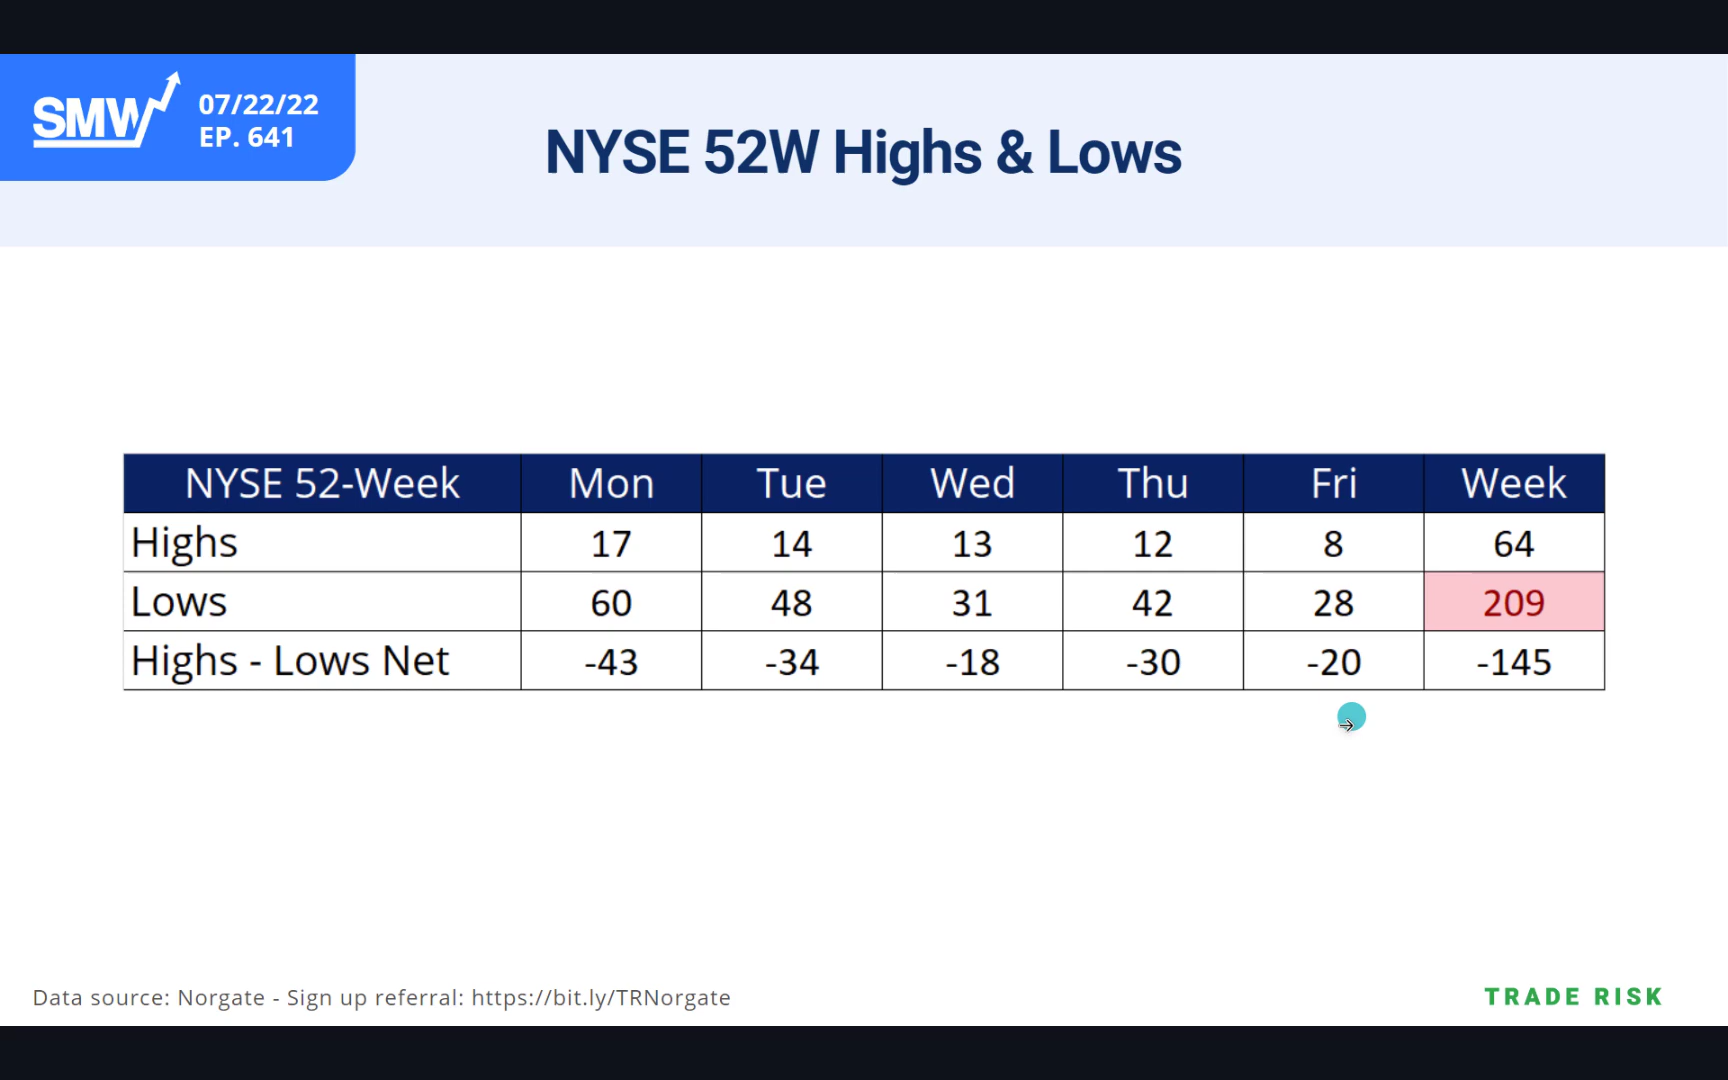 SMW
07/22/22
EP. 641
NYSE 52W Highs & Lows
NYSE 52-Week Mon Tue Wed Thu Fri Week
Highs 17 14 13 12 8 64
Lows 60 48 31 42 28 209
Highs - Lows Net -43 -34 -18 -30 -20 -145
Data source: Norgate - Sign up referral: https://bit.ly/TRNorgate
TRADE RISK